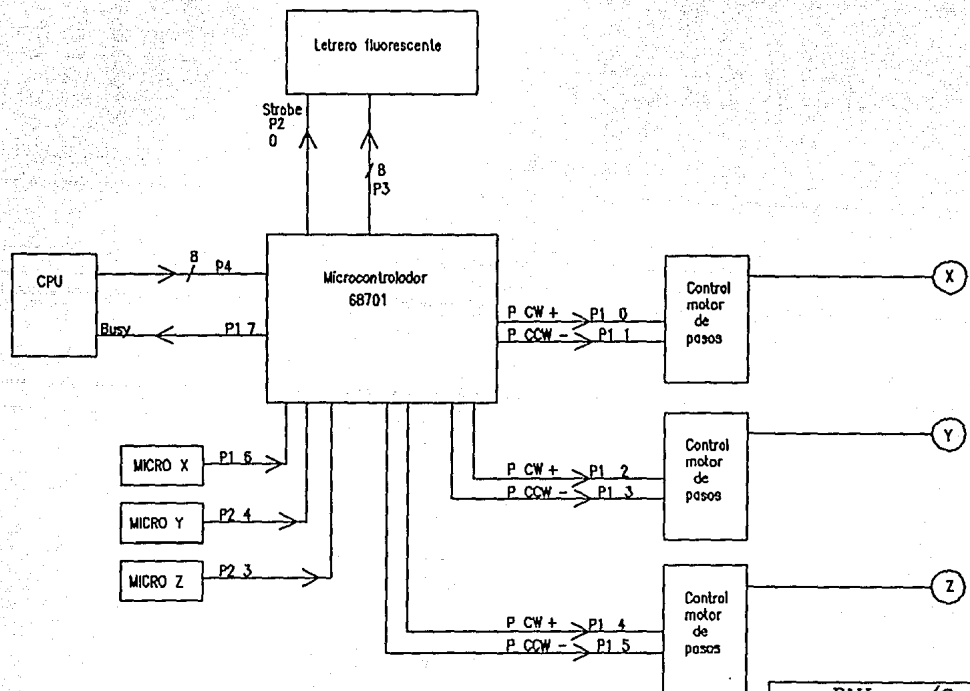 Letrero fluorescente
Strobe
P2
0
8
P3
CPU
8 P4
Busy P1 7
Microcontrolador
68701
P CW + P1 0
P CCW - P1 1
Control
motor
de
pasos
X
MICRO X P1 6
MICRO Y P2 4
MICRO Z P2 3
P CW + P1 2
P CCW - P1 3
Control
motor
de
pasos
Y
P CW + P1 4
P CCW - P1 5
Control
motor
de
pasos
Z